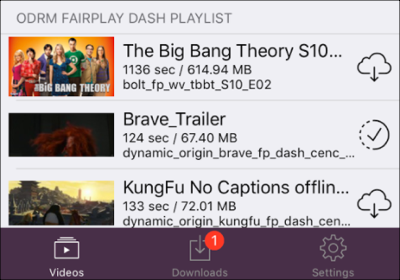 ODRM FAIRPLAY DASH PLAYLIST
The Big Bang Theory S10...
1136 sec / 614.94 MB
bolt_fp_wv_tbbt_S10_E02
THE BIG BANG THEORY
Brave_Trailer
124 sec / 67.40 MB
dynamic_origin_brave_fp_dash_cenc_...
KungFu No Captions offlin...
133 sec / 72.01 MB
dynamic_origin_kungfu_fp_dash_cen...
1
Videos
Downloads
Settings